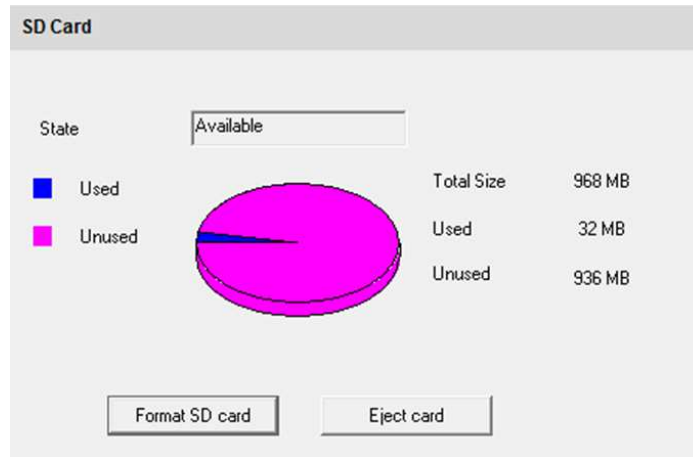 SD Card
State Available
Used
Unused
Total Size 968 MB
Used 32 MB
Unused 936 MB
Format SD card Eject card